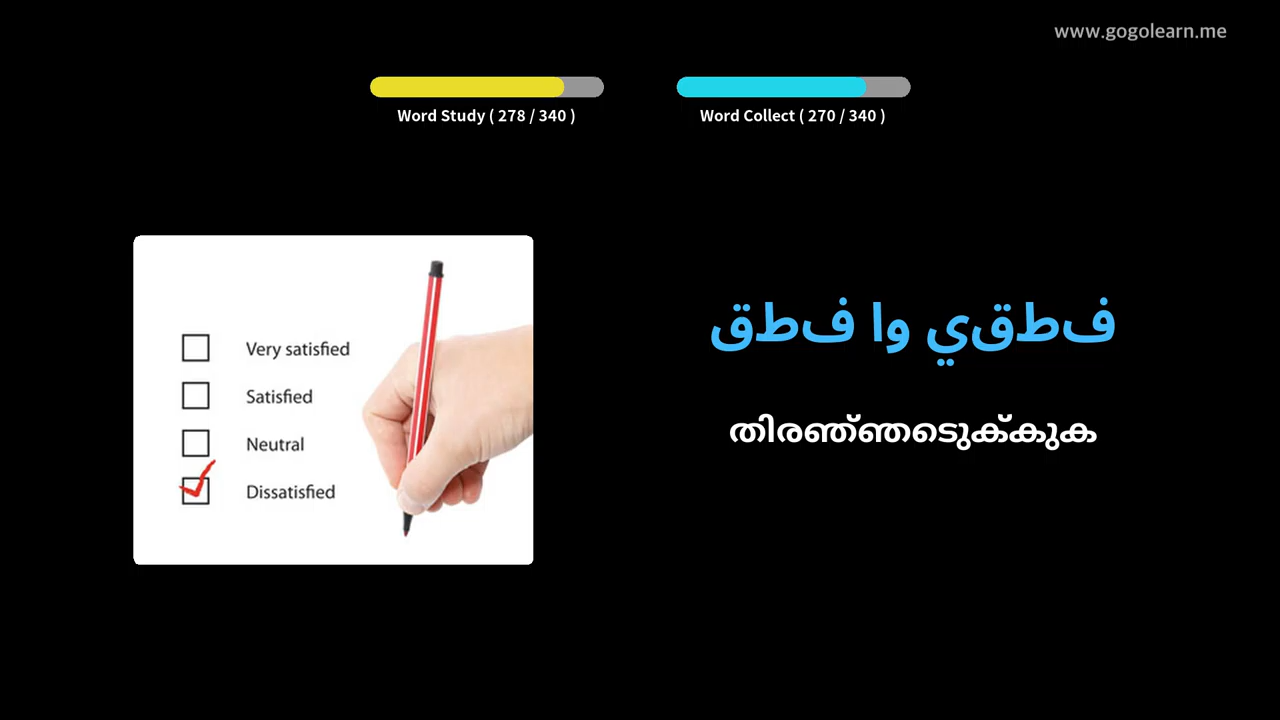 www.gogolearn.me
Word Study ( 278 / 340 )
Word Collect ( 270 / 340 )
Very satisfied
Satisfied
Neutral
Dissatisfied
فطقي وا فطق
തിരഞ്ഞടെുക്കുക